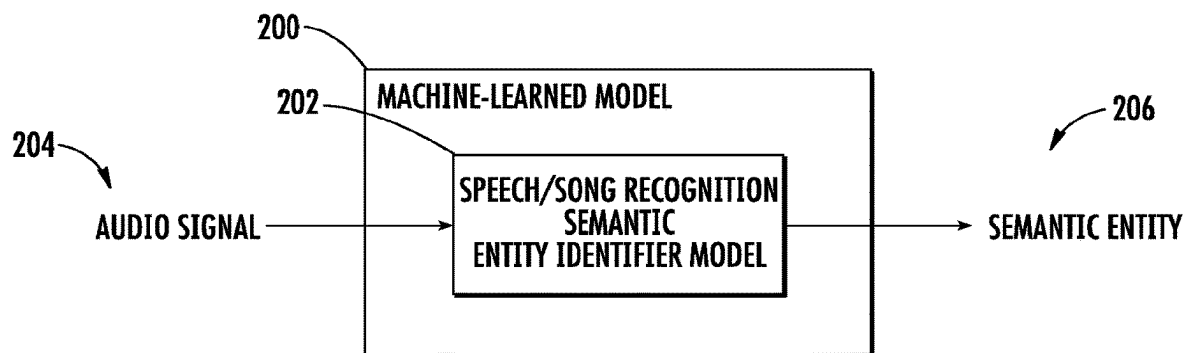 200
MACHINE-LEARNED MODEL
202
204
206
SPEECH/SONG RECOGNITION
SEMANTIC
ENTITY IDENTIFIER MODEL
AUDIO SIGNAL
SEMANTIC ENTITY